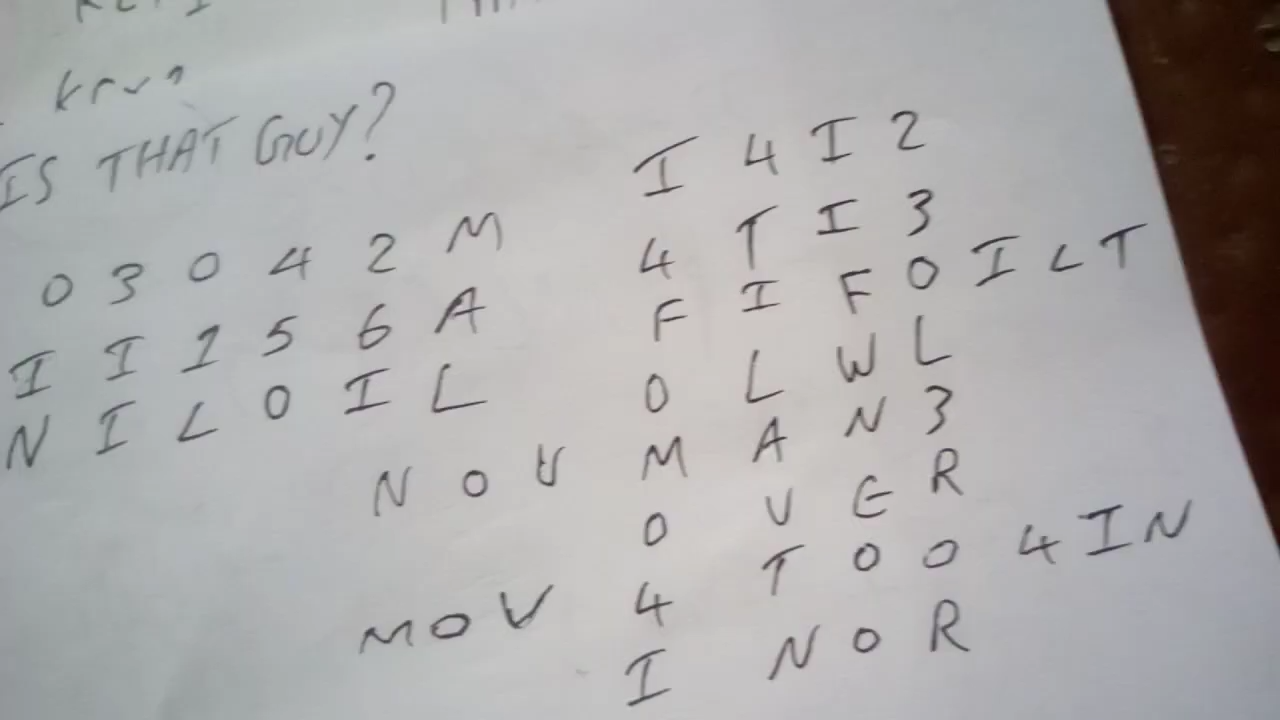 IS THAT GUY?
0 3 0 4 2 M
I I 1 5 6 A
N I L O I L
I 4 I 2
4 T I 3
F I F O I L T
O L W L
N O V M A N 3
O V E R
M O V 4 T O O 4 I N
I N O R